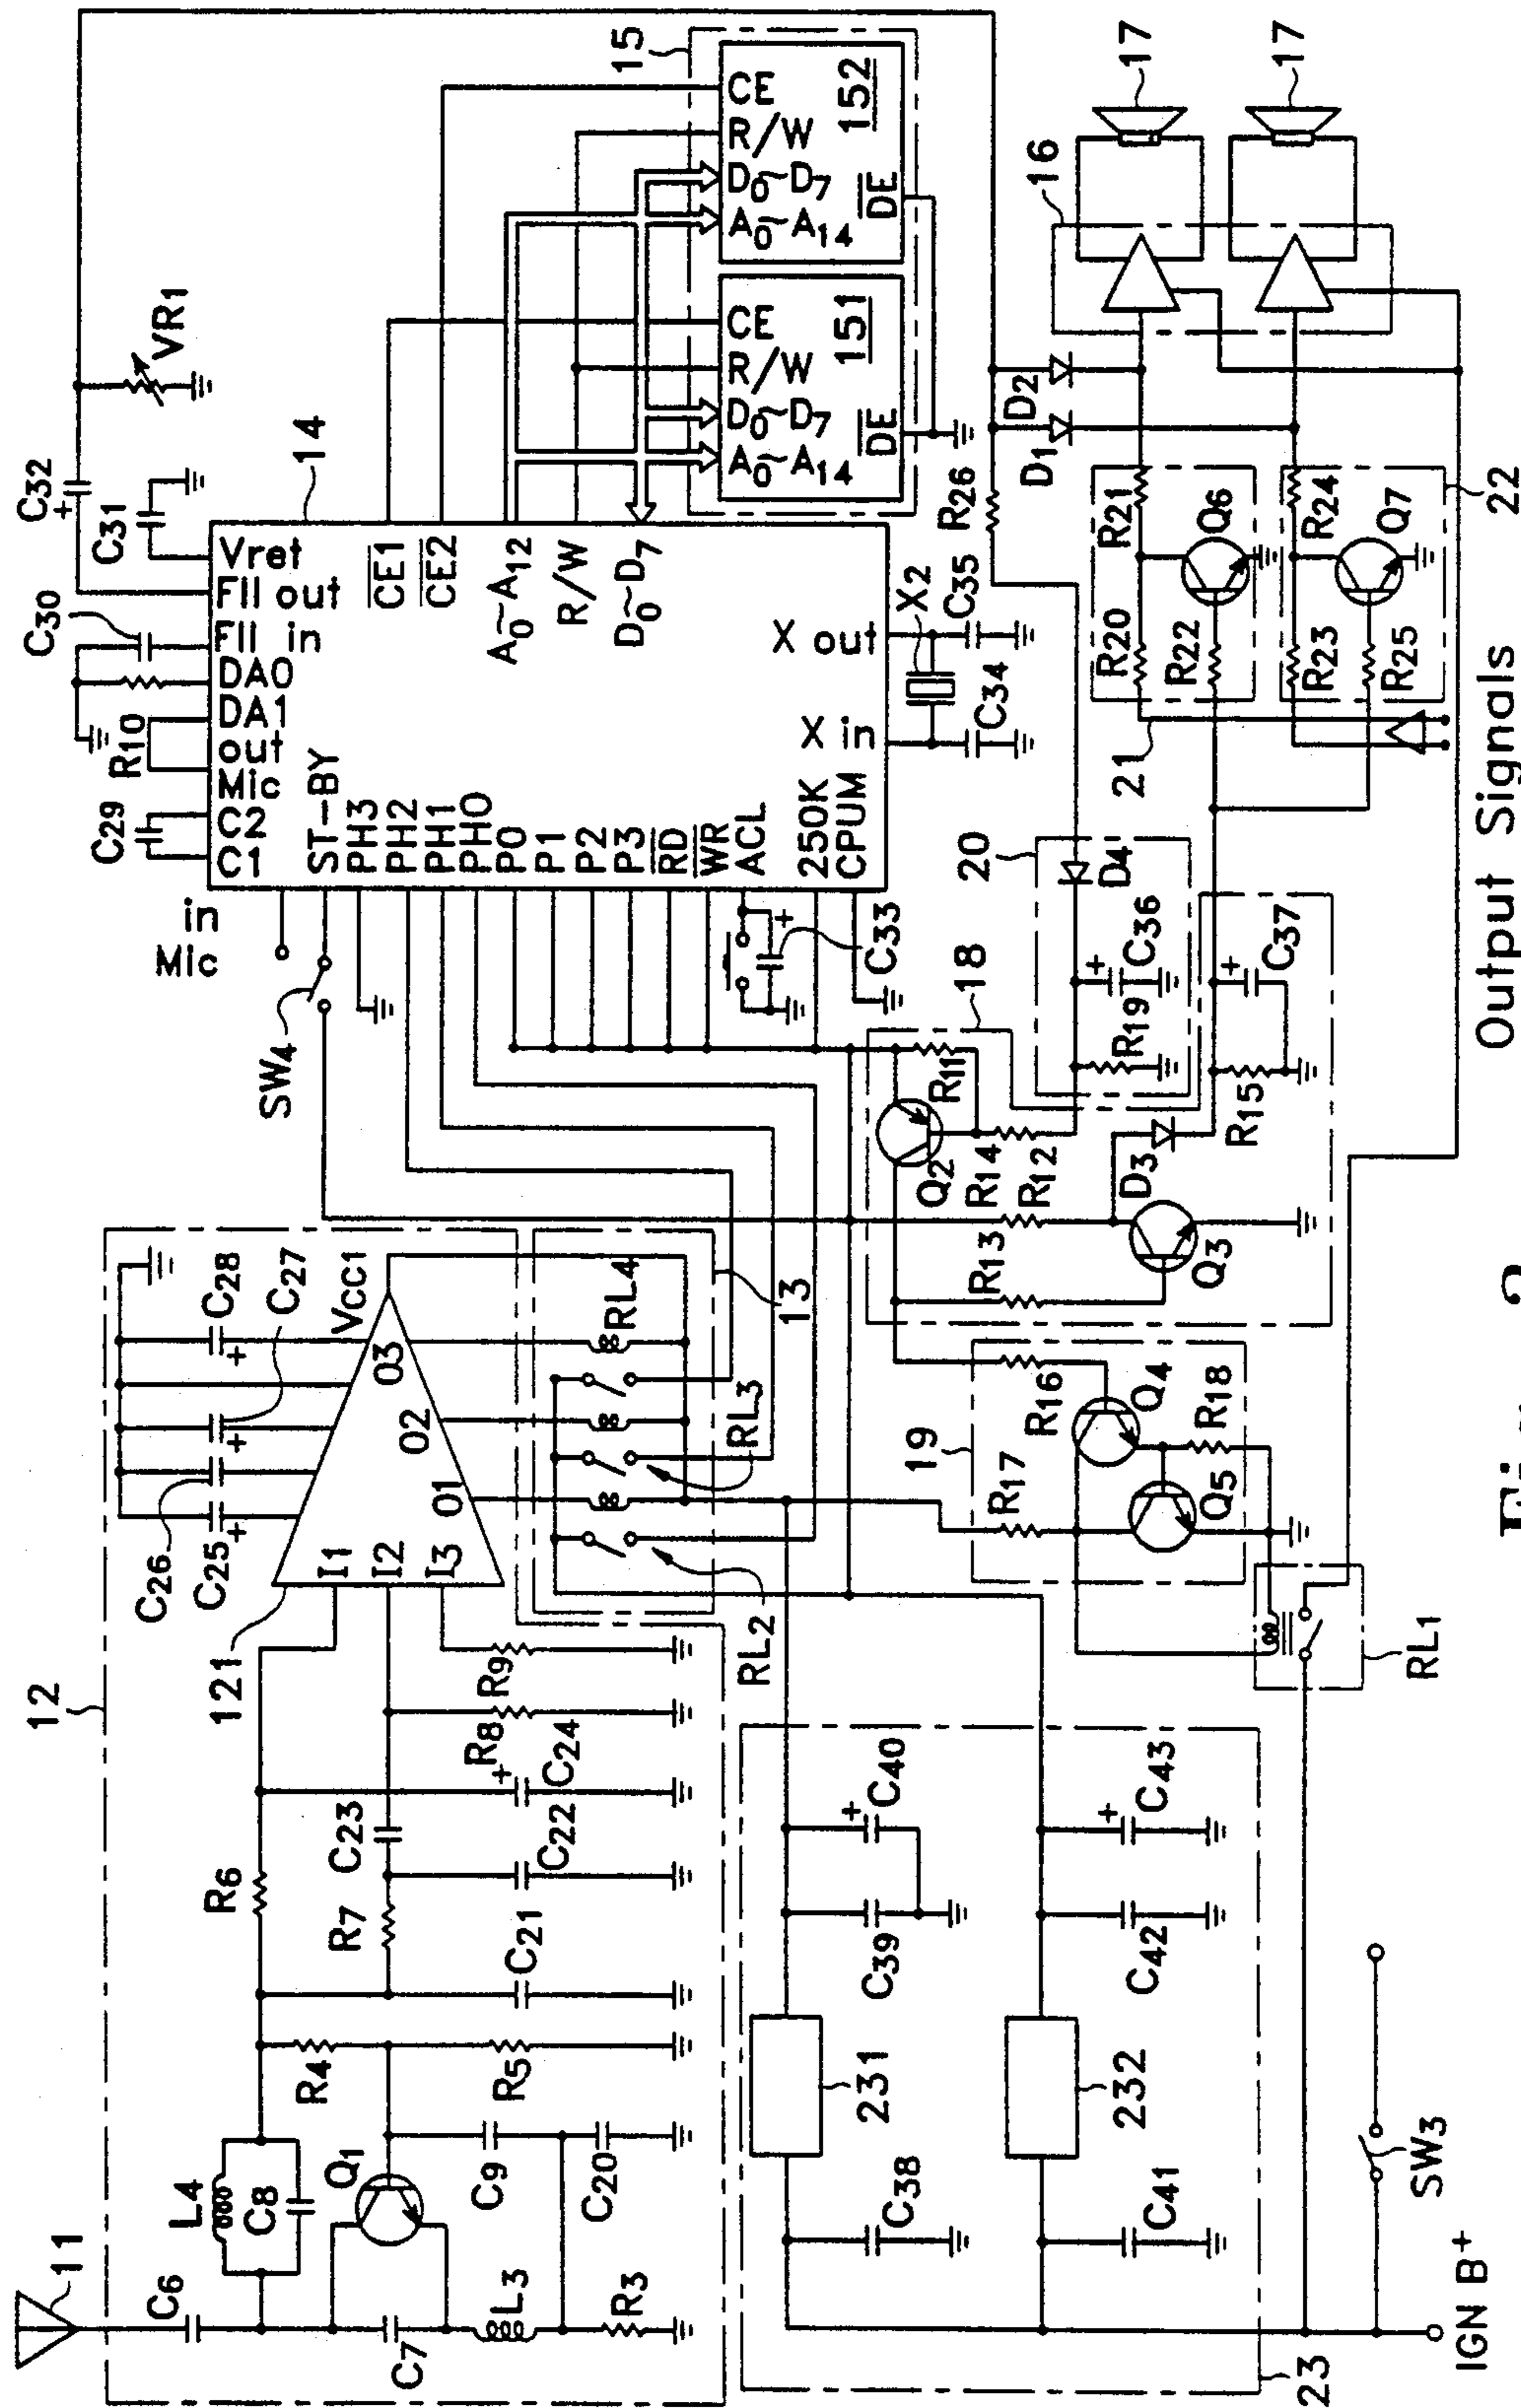 11
12
C6
L4
C8
Q1
C7
L3
R3
C9
C20
R4
R5
R6
R7
C21
C22
C23
C24
R8
R9
121
I1
I2
I3
O1
O2
O3
VCC1
C25
C26
C27
C28
RL2
RL3
RL4
13
SW4
Mic
in
C1
C2
Mic
out
DA1
DA0
FIl in
FIl out
Vret
C29
R10
C30
C31
C32
VR1
14
ST-BY
PH3
PH2
PH1
PH0
P0
P1
P2
P3
RD
WR
ACL
250K
CPUM
C33
CE1
CE2
A0~A12
R/W
D0~D7
X out
X in
X2
C34
C35
15
CE
R/W
D0~D7
A0~A14
DE
151
CE
R/W
D0~D7
A0~A14
DE
152
R26
D1
D2
16
17
17
R20
R21
R22
Q6
R23
R24
R25
Q7
22
21
20
D4
C36
R19
18
R11
Q2
R14
R12
R13
D3
Q3
R15
C37
19
R16
R17
Q4
Q5
R18
RL1
231
232
C38
C39
C40
C41
C42
C43
23
SW3
IGN B+
Output Signals